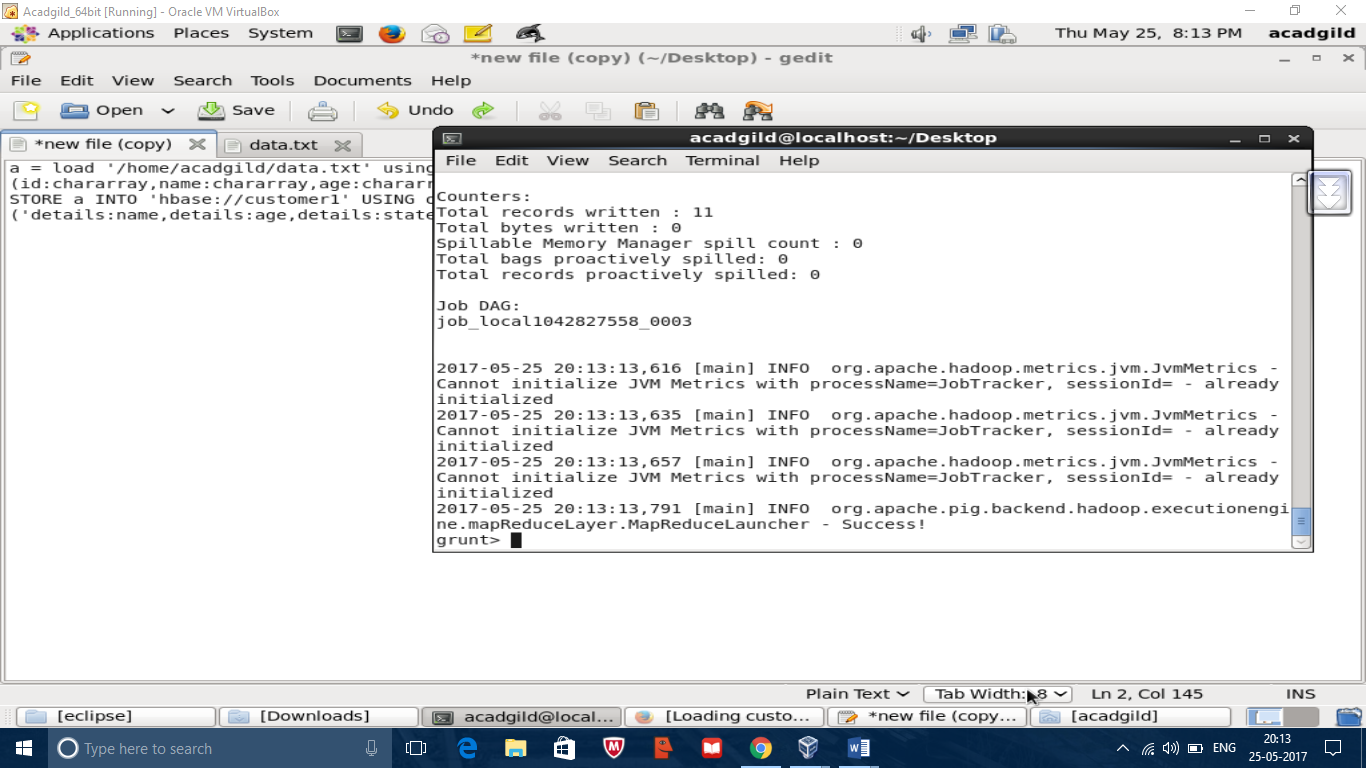 Acadgild_64bit [Running] - Oracle VM VirtualBox
Applications Places System Thu May 25, 8:13 PM acadgild
*new file (copy) (~/Desktop) - gedit
File Edit View Search Tools Documents Help
Open Save Undo
*new file (copy) data.txt
a = load '/home/acadgild/data.txt' using
(id:chararray,name:chararray,age:chararr
STORE a INTO 'hbase://customer1' USING
('details:name,details:age,details:state
acadgild@localhost:~/Desktop
File Edit View Search Terminal Help
Counters:
Total records written : 11
Total bytes written : 0
Spillable Memory Manager spill count : 0
Total bags proactively spilled: 0
Total records proactively spilled: 0
Job DAG:
job_local1042827558_0003
2017-05-25 20:13:13,616 [main] INFO  org.apache.hadoop.metrics.jvm.JvmMetrics -
Cannot initialize JVM Metrics with processName=JobTracker, sessionId= - already
initialized
2017-05-25 20:13:13,635 [main] INFO  org.apache.hadoop.metrics.jvm.JvmMetrics -
Cannot initialize JVM Metrics with processName=JobTracker, sessionId= - already
initialized
2017-05-25 20:13:13,657 [main] INFO  org.apache.hadoop.metrics.jvm.JvmMetrics -
Cannot initialize JVM Metrics with processName=JobTracker, sessionId= - already
initialized
2017-05-25 20:13:13,791 [main] INFO  org.apache.pig.backend.hadoop.executionengi
ne.mapReduceLayer.MapReduceLauncher - Success!
grunt>
Plain Text Tab Width: 8 Ln 2, Col 145 INS
[eclipse] [Downloads] acadgild@local... [Loading custo... *new file (copy... [acadgild]
Type here to search ENG 20:13
25-05-2017